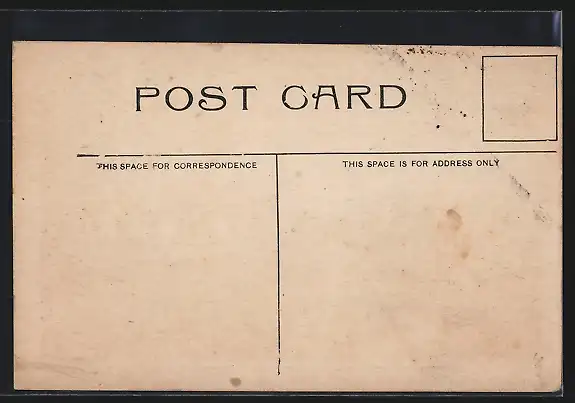 POST CARD
THIS SPACE FOR CORRESPONDENCE
THIS SPACE IS FOR ADDRESS ONLY